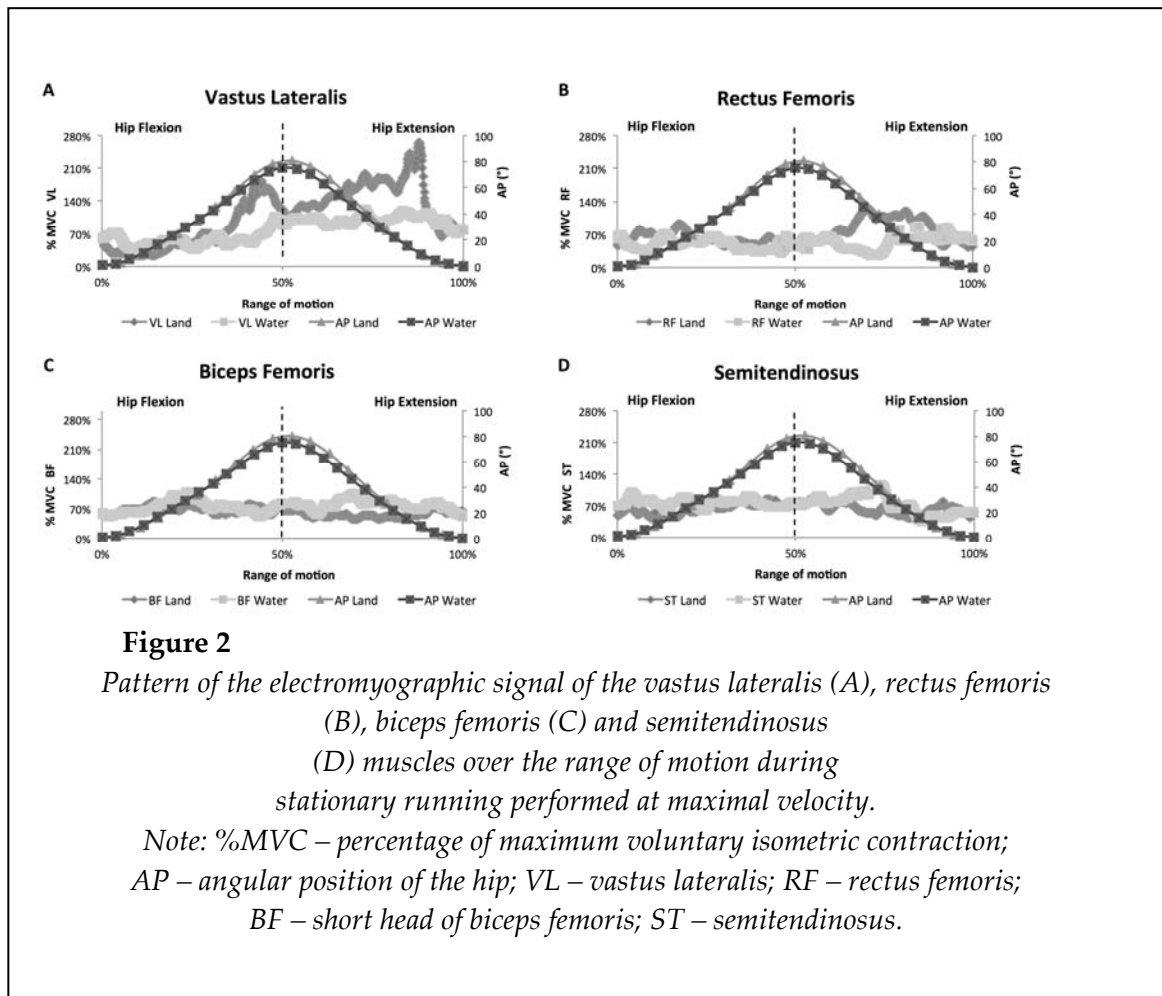 A
Vastus Lateralis
Hip Flexion
Hip Extension
280%
210%
140%
70%
0%
% MVC VL
100
80
60
40
20
0
AP (°)
0%
50%
100%
Range of motion
VL Land
VL Water
AP Land
AP Water
B
Rectus Femoris
Hip Flexion
Hip Extension
280%
210%
140%
70%
0%
% MVC RF
100
80
60
40
20
0
AP (°)
0%
50%
100%
Range of motion
RF Land
RF Water
AP Land
AP Water
C
Biceps Femoris
Hip Flexion
Hip Extension
280%
210%
140%
70%
0%
% MVC BF
100
80
60
40
20
0
AP (°)
0%
50%
100%
Range of motion
BF Land
BF Water
AP Land
AP Water
D
Semitendinosus
Hip Flexion
Hip Extension
280%
210%
140%
70%
0%
% MVC ST
100
80
60
40
20
0
AP (°)
0%
50%
100%
Range of motion
ST Land
ST Water
AP Land
AP Water
Figure 2
Pattern of the electromyographic signal of the vastus lateralis (A), rectus femoris
(B), biceps femoris (C) and semitendinosus
(D) muscles over the range of motion during
stationary running performed at maximal velocity.
Note: %MVC – percentage of maximum voluntary isometric contraction;
AP – angular position of the hip; VL – vastus lateralis; RF – rectus femoris;
BF – short head of biceps femoris; ST – semitendinosus.